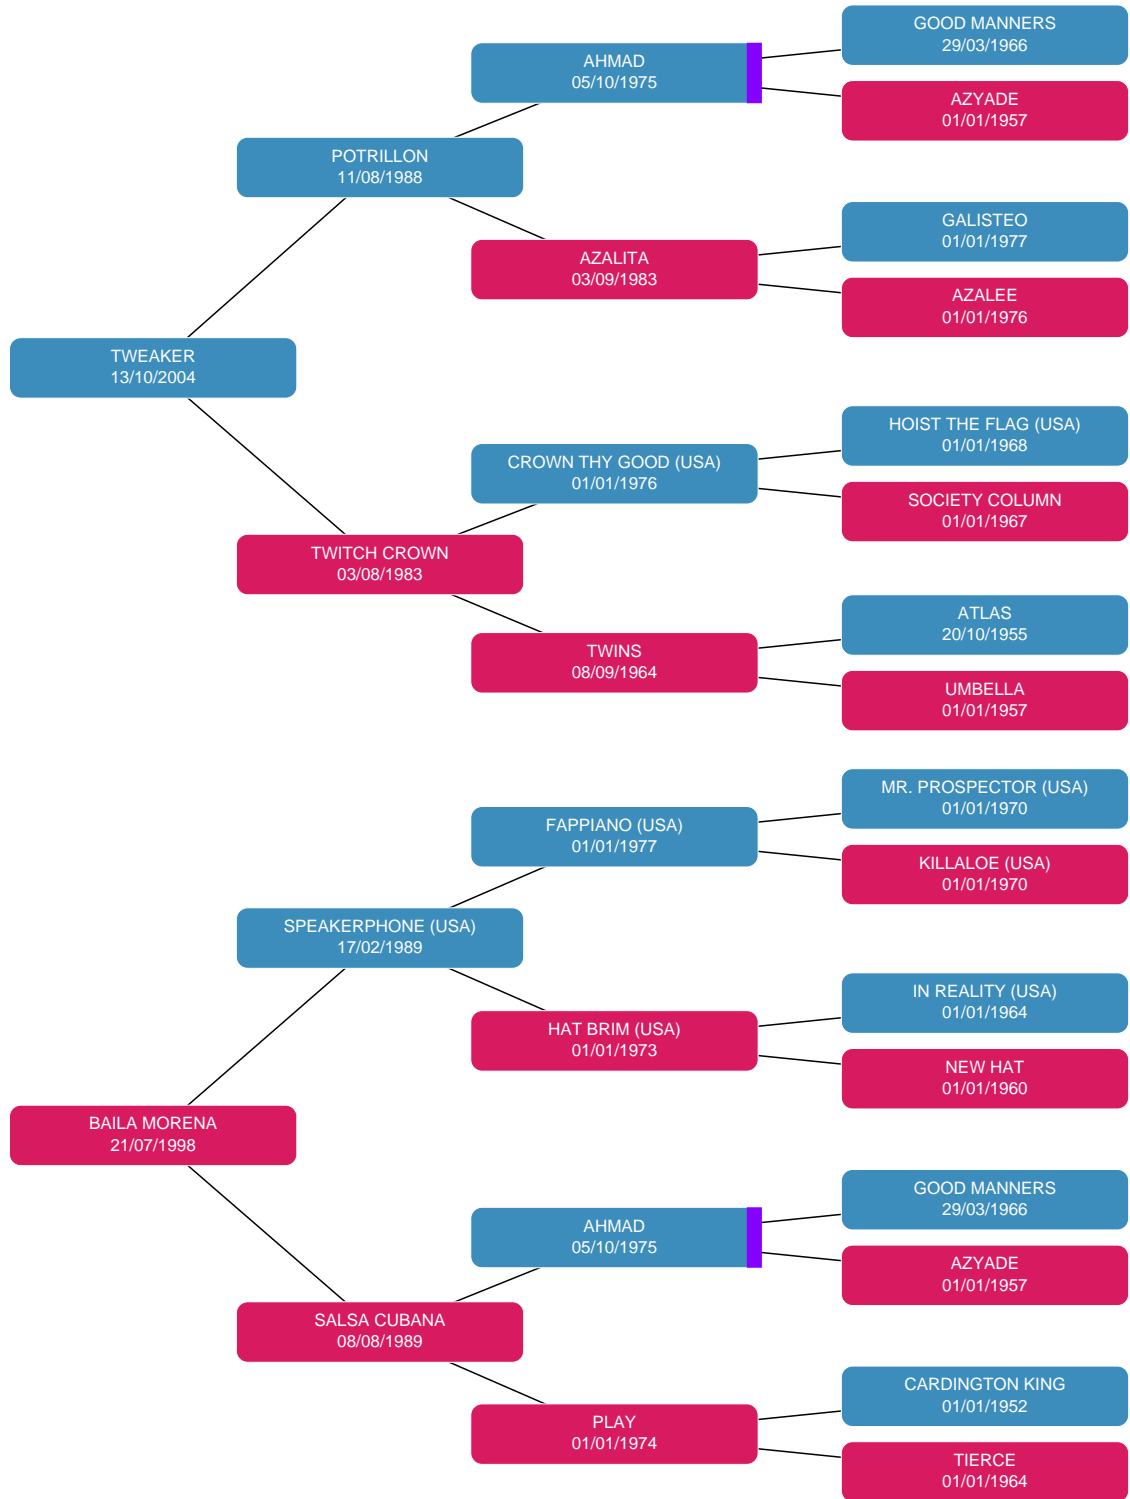 GOOD MANNERS
29/03/1966
AHMAD
05/10/1975
AZYADE
01/01/1957
POTRILLON
11/08/1988
GALISTEO
01/01/1977
AZALITA
03/09/1983
AZALEE
01/01/1976
TWEAKER
13/10/2004
HOIST THE FLAG (USA)
01/01/1968
CROWN THY GOOD (USA)
01/01/1976
SOCIETY COLUMN
01/01/1967
TWITCH CROWN
03/08/1983
ATLAS
20/10/1955
TWINS
08/09/1964
UMBELLA
01/01/1957
MR. PROSPECTOR (USA)
01/01/1970
FAPPIANO (USA)
01/01/1977
KILLALOE (USA)
01/01/1970
SPEAKERPHONE (USA)
17/02/1989
IN REALITY (USA)
01/01/1964
HAT BRIM (USA)
01/01/1973
NEW HAT
01/01/1960
BAILA MORENA
21/07/1998
GOOD MANNERS
29/03/1966
AHMAD
05/10/1975
AZYADE
01/01/1957
SALSA CUBANA
08/08/1989
CARDINGTON KING
01/01/1952
PLAY
01/01/1974
TIERCE
01/01/1964